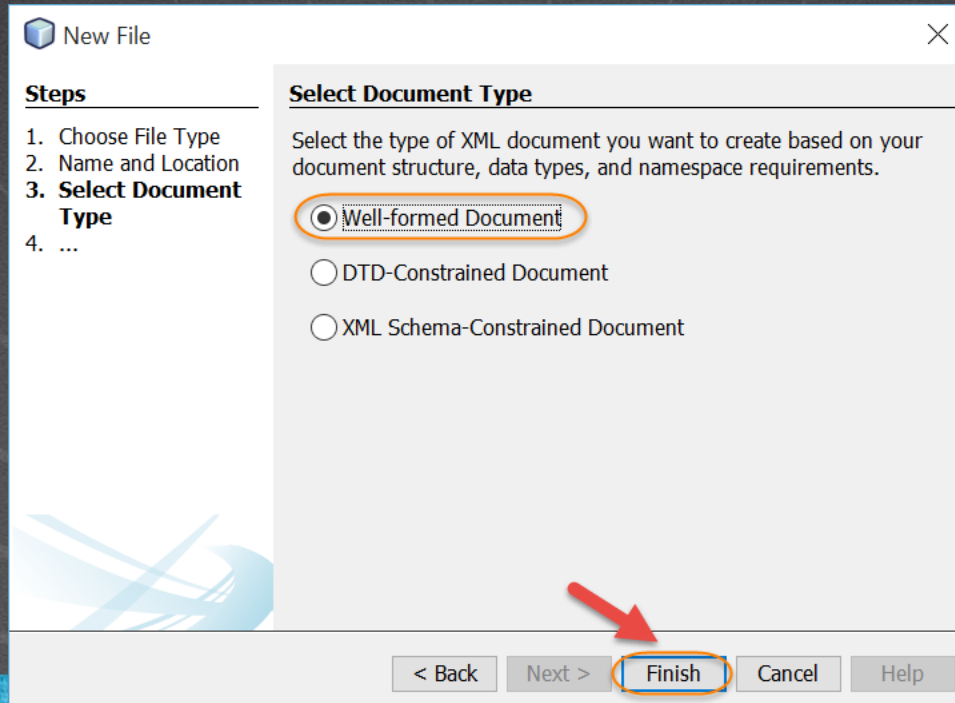 New File
Steps
1. Choose File Type
2. Name and Location
3. Select Document
Type
4. ...
Select Document Type
Select the type of XML document you want to create based on your
document structure, data types, and namespace requirements.
Well-formed Document
DTD-Constrained Document
XML Schema-Constrained Document
< Back
Next >
Finish
Cancel
Help